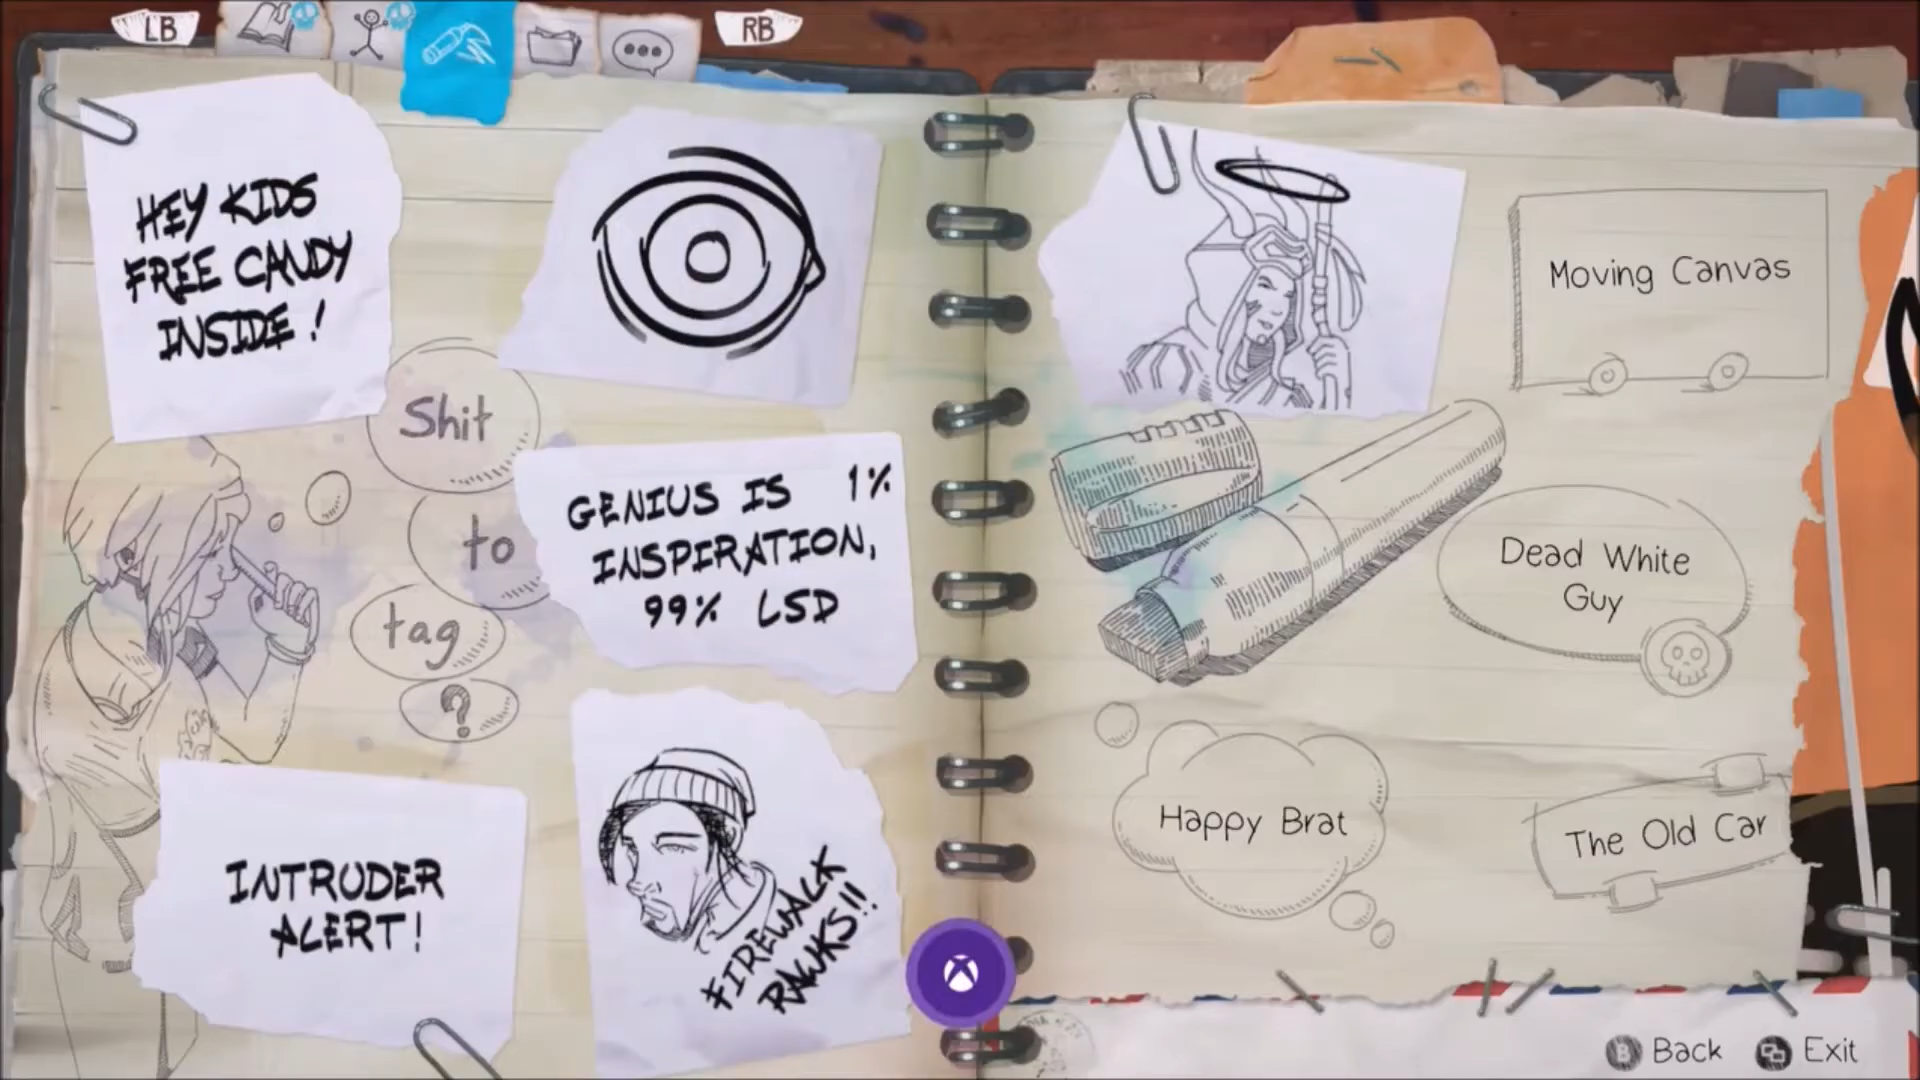 LB
RB
HEY KIDS
FREE CANDY
INSIDE!
Shit
to
tag
?
GENIUS IS 1%
INSPIRATION,
99% LSD
INTRUDER
ALERT!
FIREWALK
RAWKS!!
Moving Canvas
Dead White
Guy
Happy Brat
The Old Car
B Back
Exit